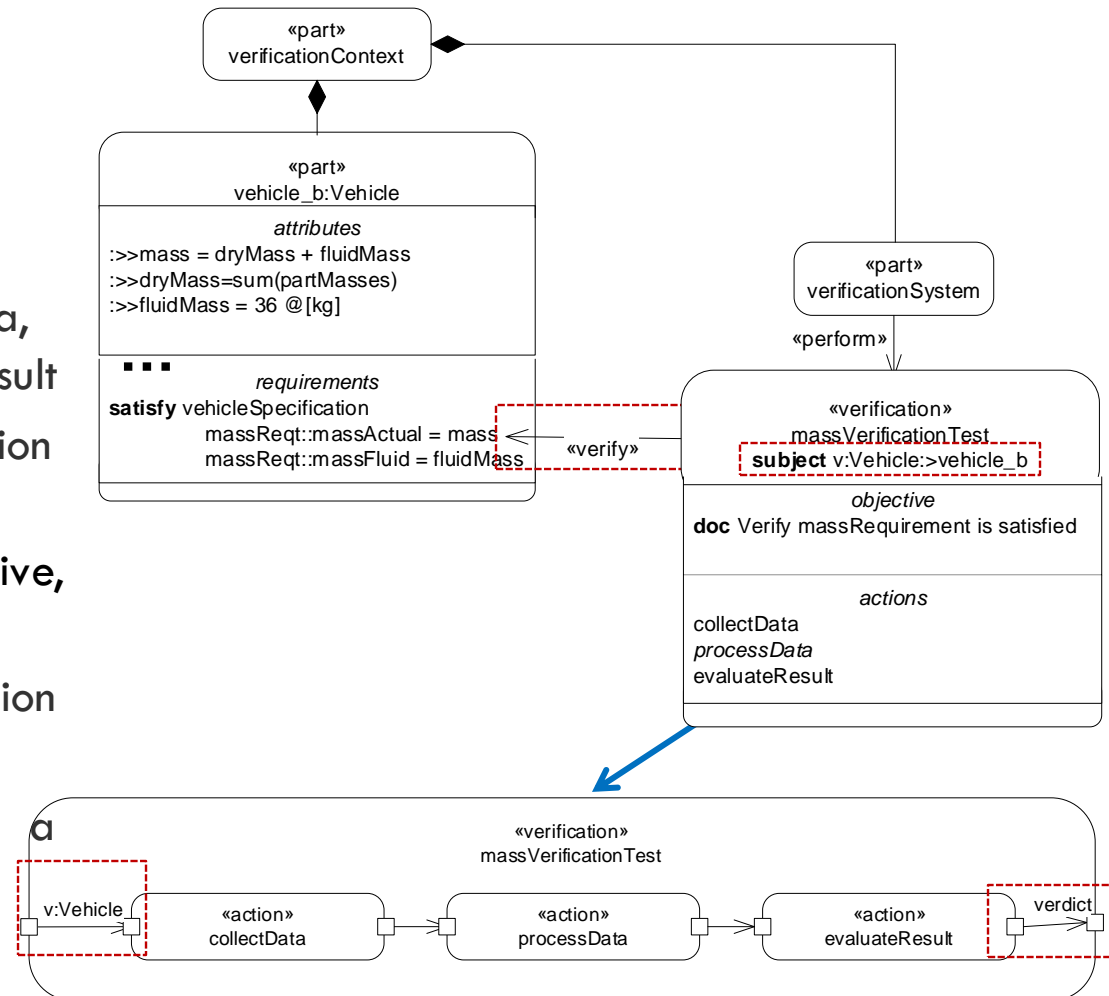 «part»
verificationContext
«part»
vehicle_b:Vehicle
attributes
:>>mass = dryMass + fluidMass
:>>dryMass=sum(partMasses)
:>>fluidMass = 36 @[kg]
...
requirements
satisfy vehicleSpecification
massReqt::massActual = mass
massReqt::massFluid = fluidMass
«part»
verificationSystem
«perform»
«verify»
«verification»
massVerificationTest
subject v:Vehicle:>vehicle_b
objective
doc Verify massRequirement is satisfied
actions
collectData
processData
evaluateResult
a,
sult
ion
ive,
ion
a
«verification»
massVerificationTest
v:Vehicle
«action»
collectData
«action»
processData
«action»
evaluateResult
verdict